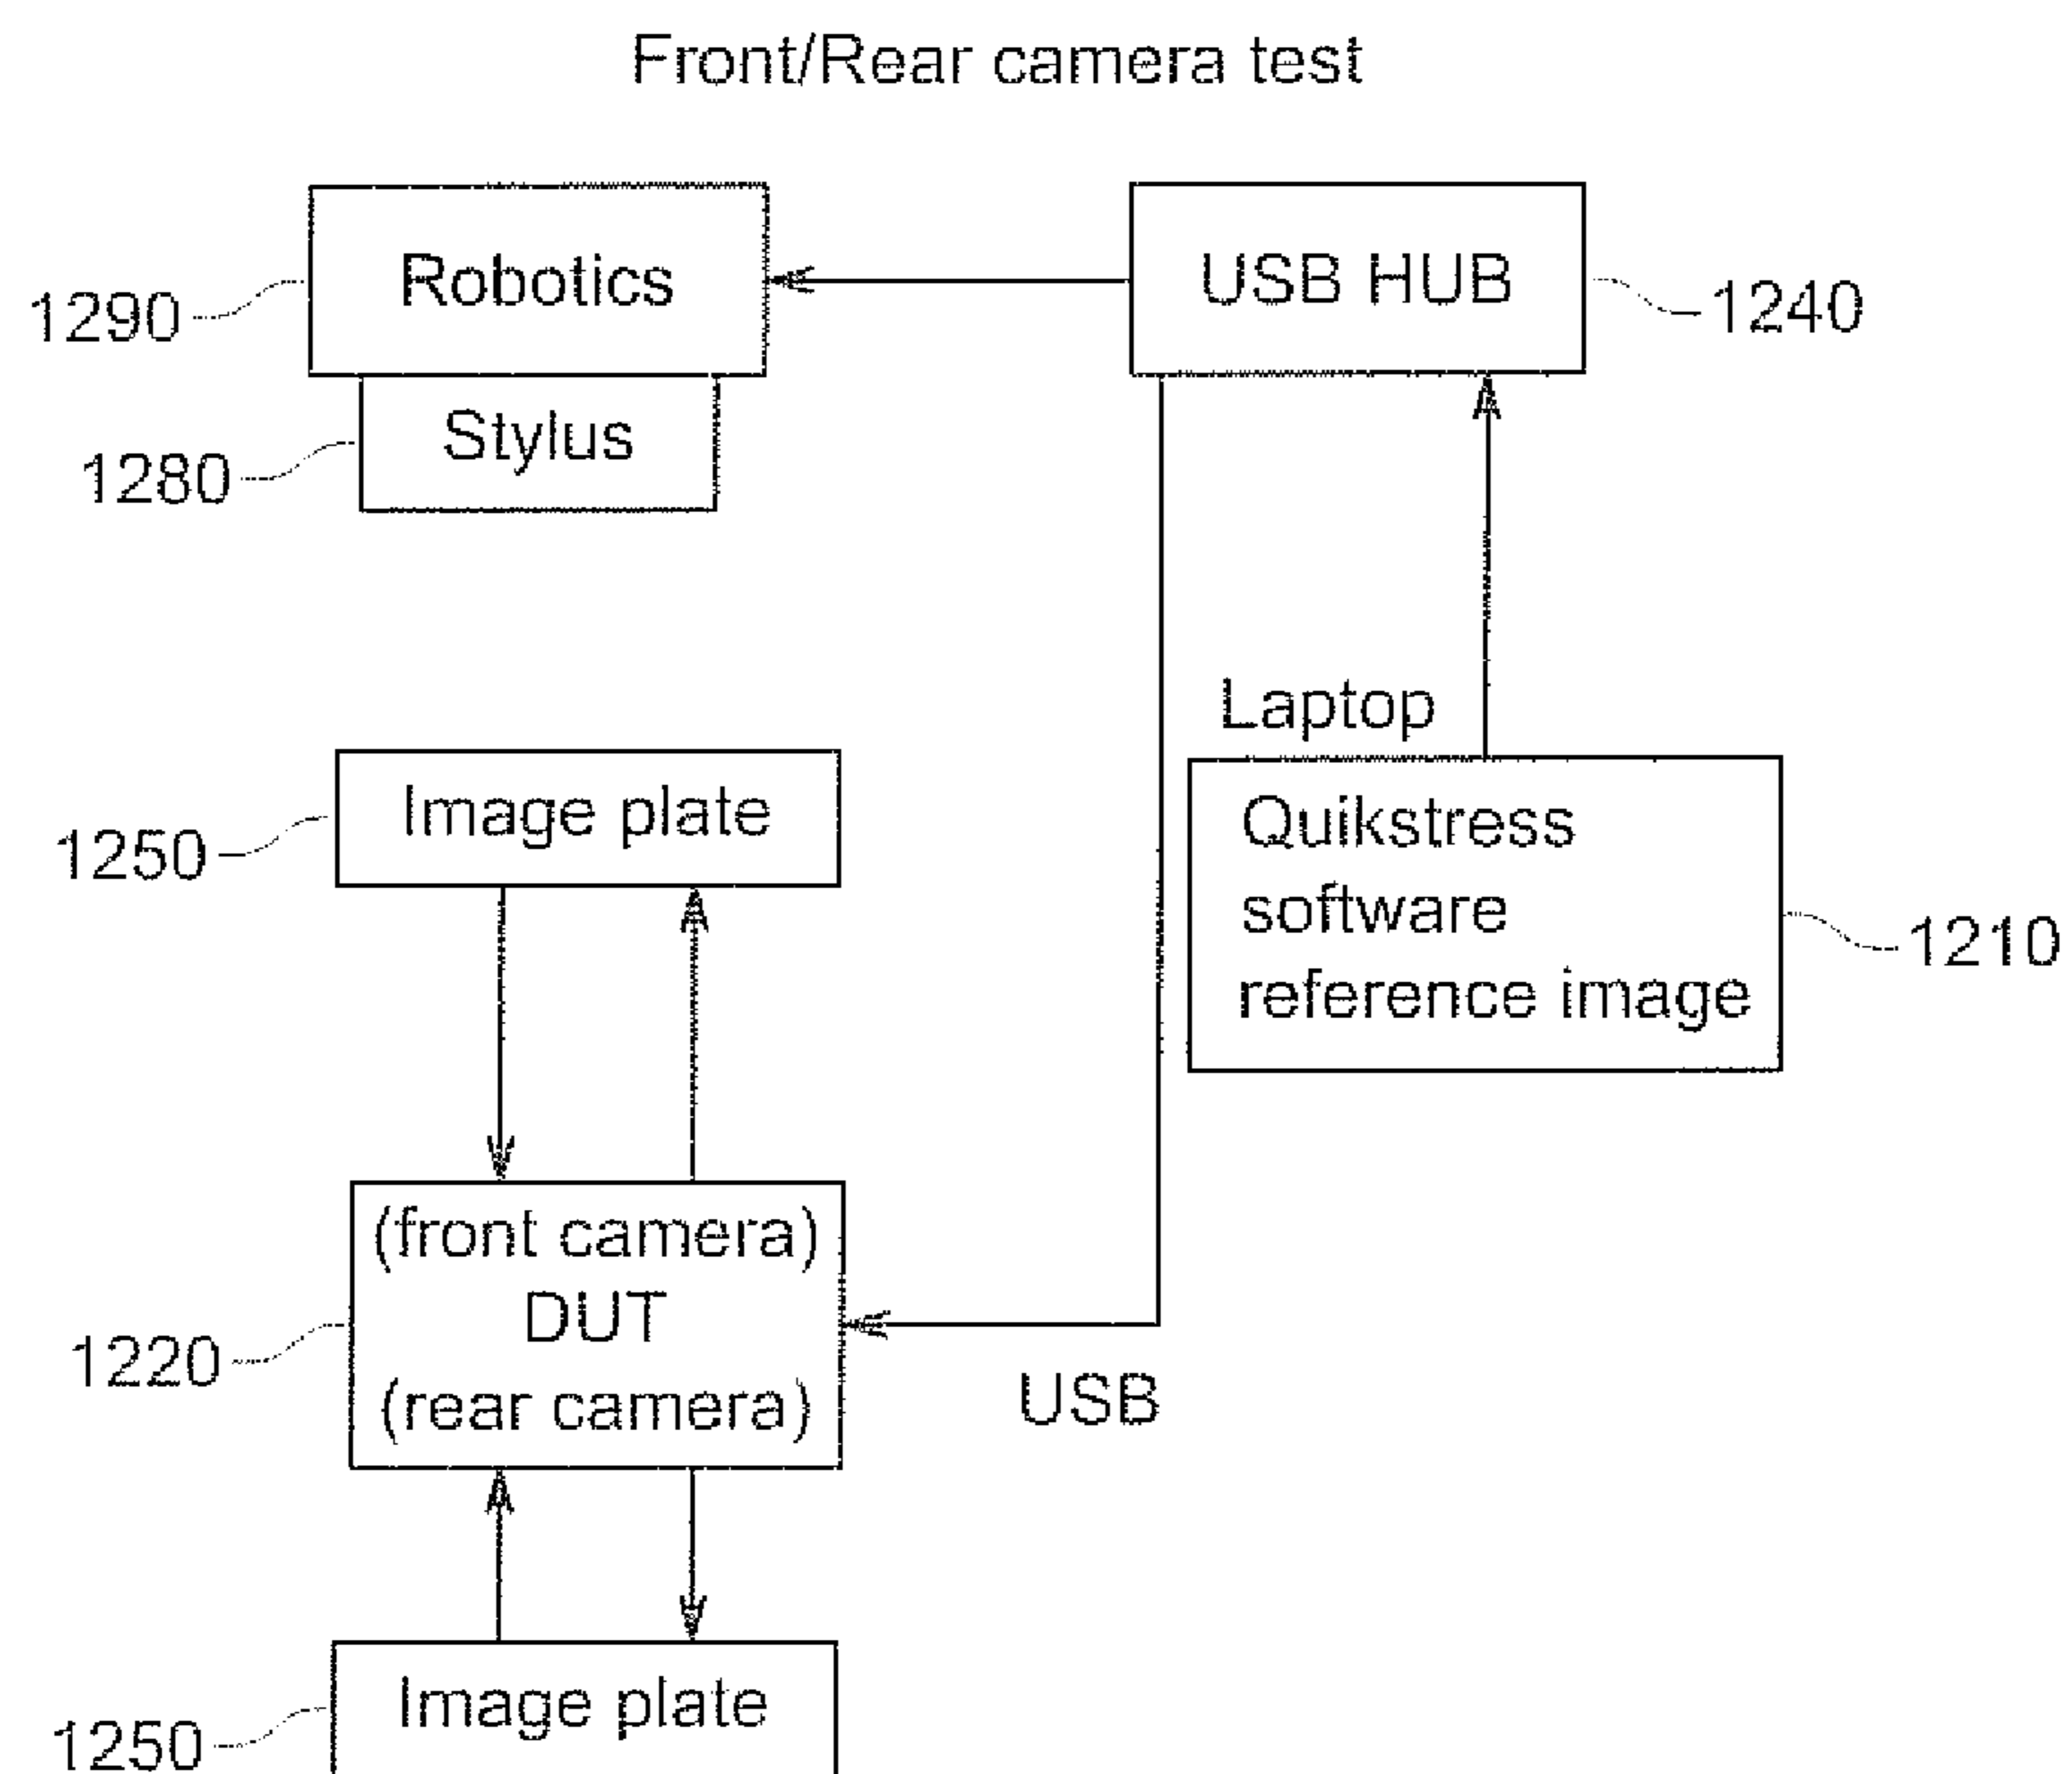 Front/Rear camera test
Robotics
USB HUB
1290
1240
Stylus
1280
Laptop
Image plate
1250
Quikstress
software
reference image
1210
(front camera)
DUT
(rear camera)
1220
USB
Image plate
1250